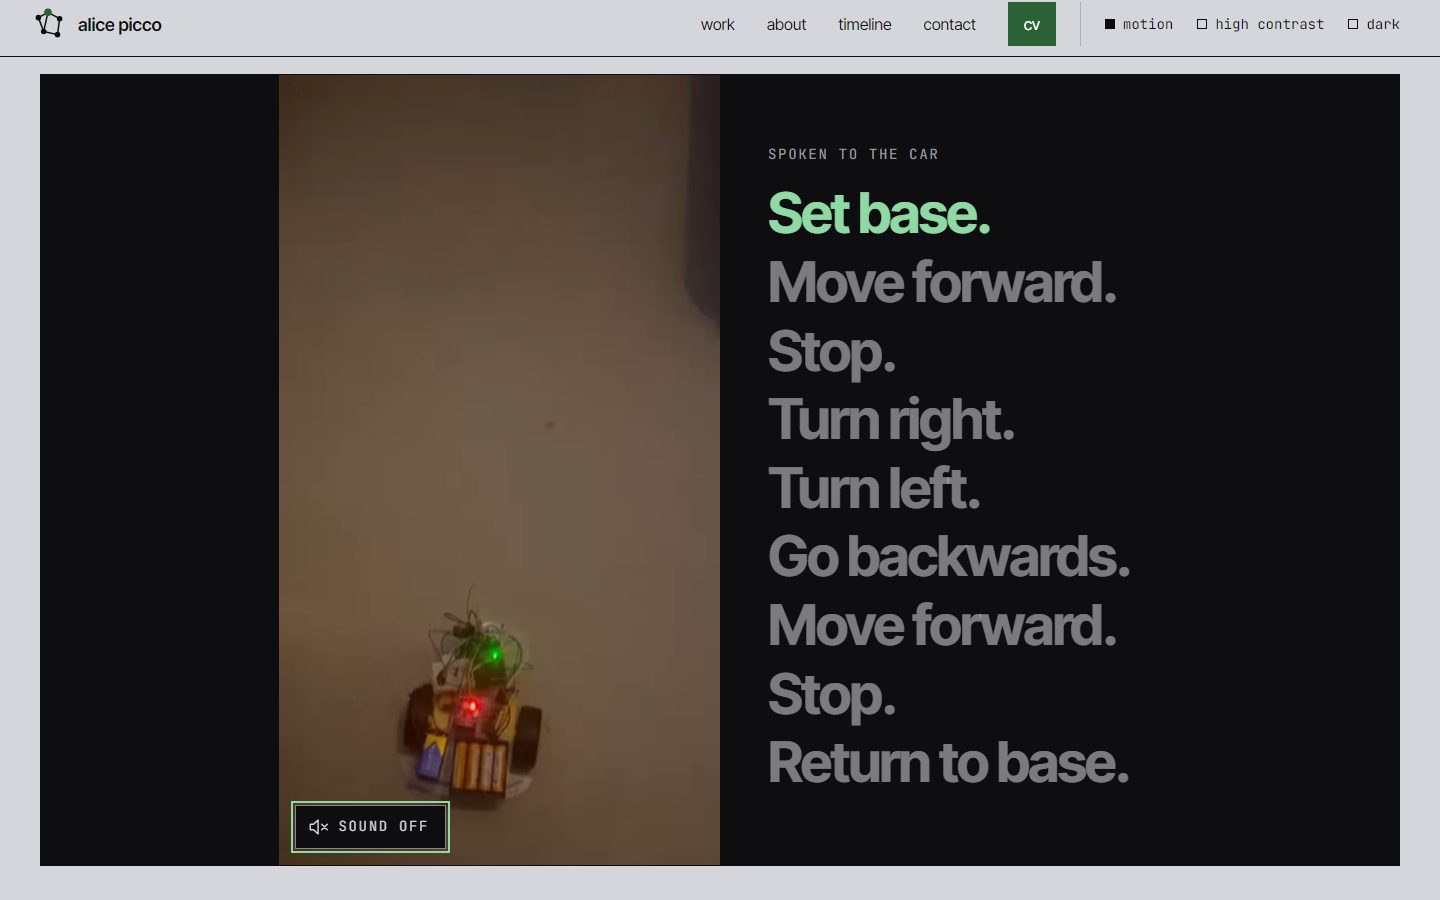 alice picco
work about timeline contact cv motion high contrast dark
SPOKEN TO THE CAR
Set base.
Move forward.
Stop.
Turn right.
Turn left.
Go backwards.
Move forward.
Stop.
Return to base.
SOUND OFF